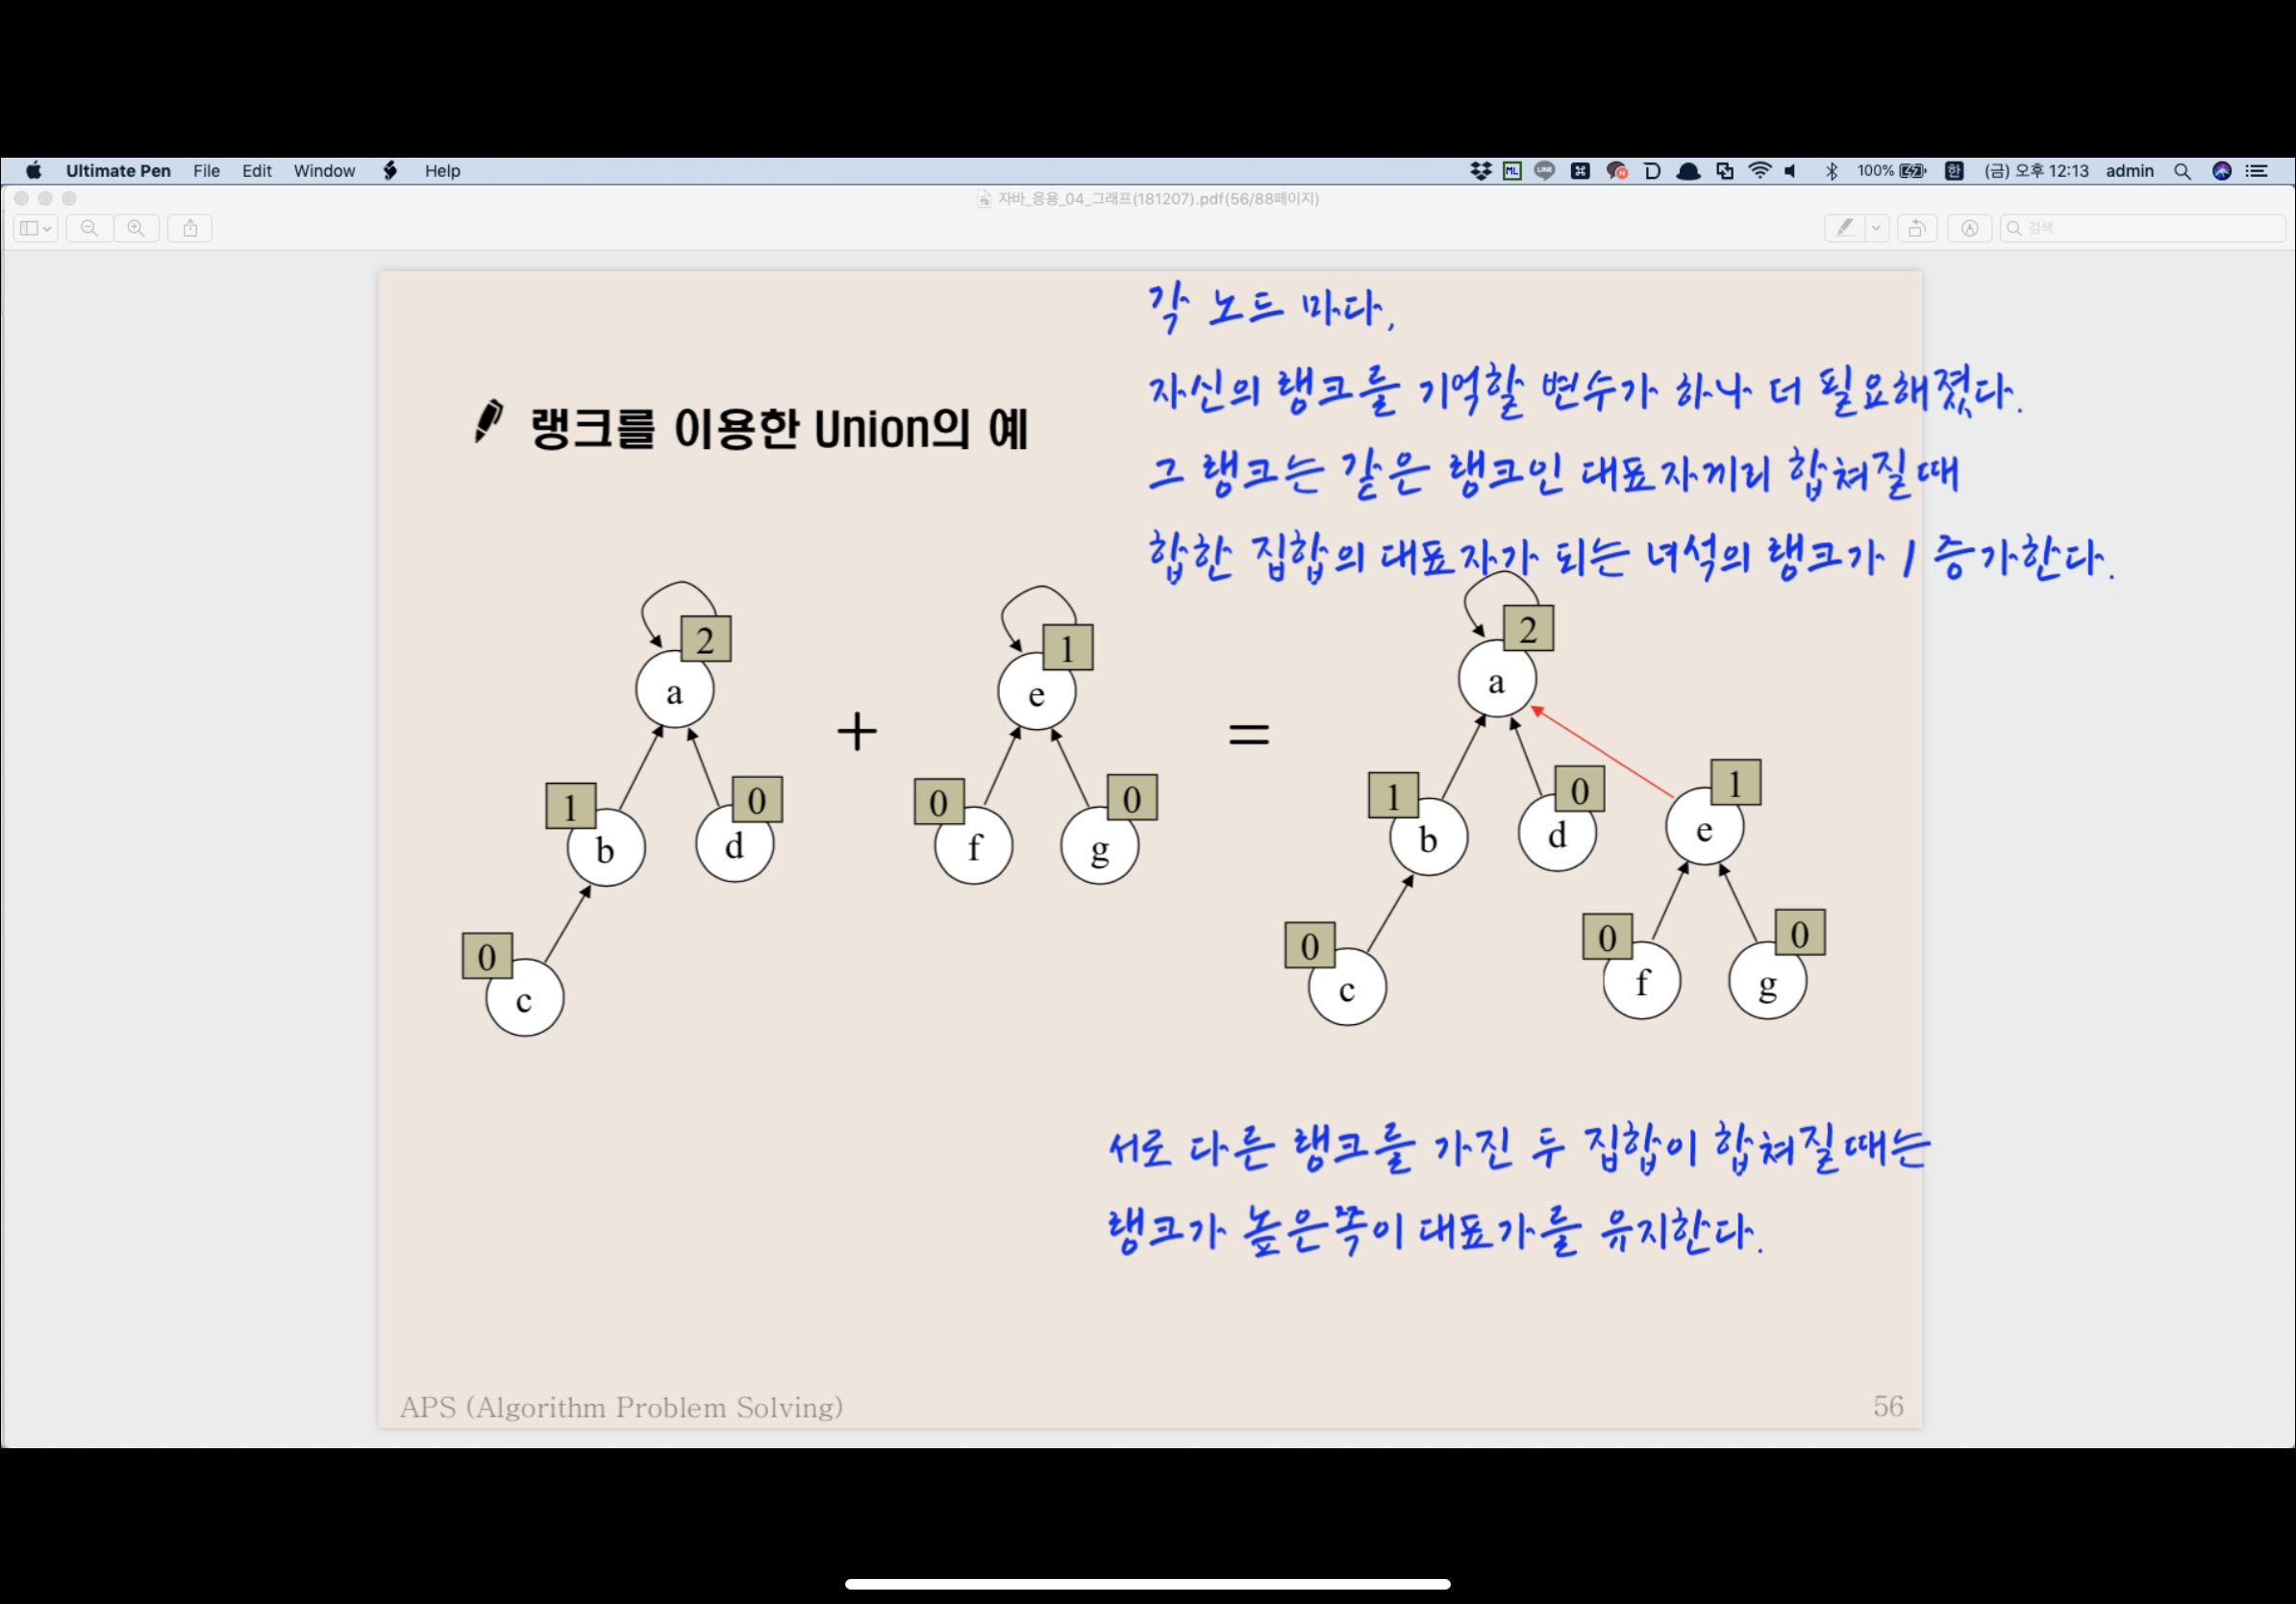 Ultimate Pen File Edit Window Help
ML LINE N D 100% 한 (금) 오후 12:13 admin
자바_응용_04_그래프(181207).pdf(56/88페이지)
검색
각 노드 마다,
자신의 랭크를 기억할 변수가 하나 더 필요해졌다.
랭크를 이용한 Union의 예
그 랭크는 같은 랭크인 대표자끼리 합쳐질때
합한 집합의 대표자가 되는 녀석의 랭크가 1 증가한다.
2
a
1
b
0
d
0
c
+
1
e
0
f
0
g
=
2
a
1
b
0
d
1
e
0
c
0
f
0
g
서로 다른 랭크를 가진 두 집합이 합쳐질때는
랭크가 높은쪽이 대표가를 유지한다.
APS (Algorithm Problem Solving)
56